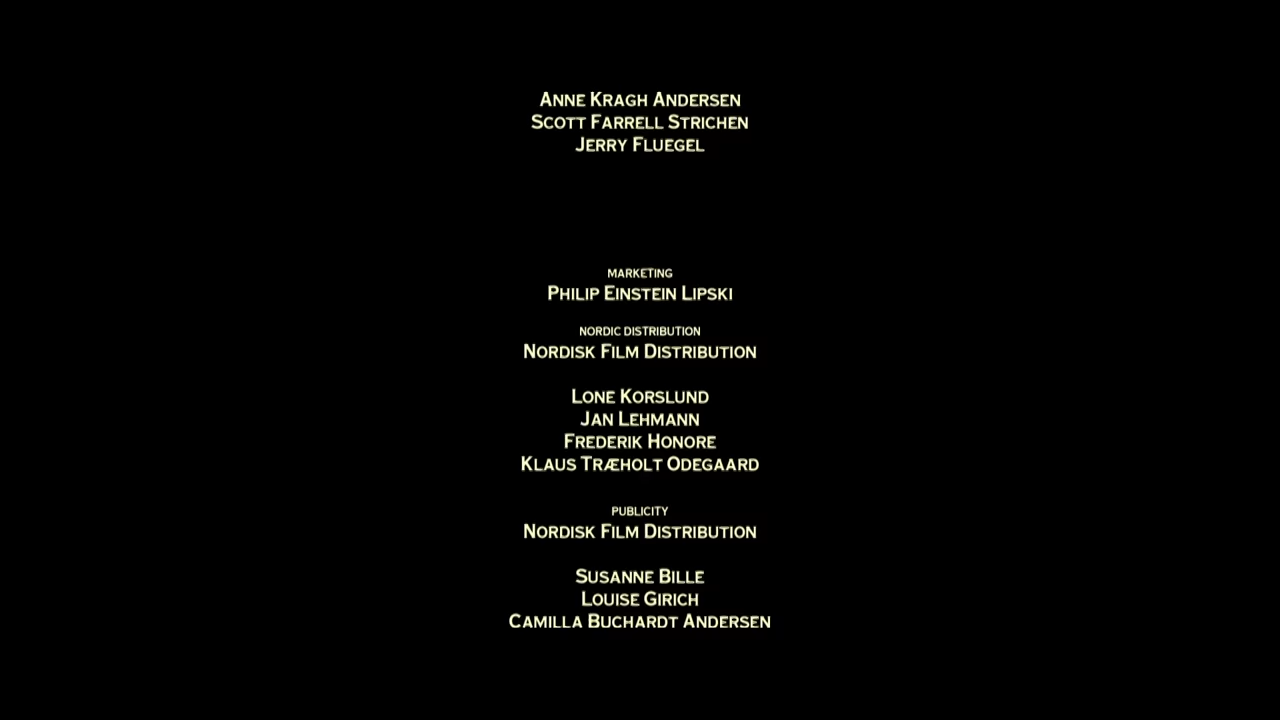 Anne Kragh Andersen
Scott Farrell Strichen
Jerry Fluegel
MARKETING
Philip Einstein Lipski
NORDIC DISTRIBUTION
Nordisk Film Distribution
Lone Korslund
Jan Lehmann
Frederik Honore
Klaus Træholt Odegaard
PUBLICITY
Nordisk Film Distribution
Susanne Bille
Louise Girich
Camilla Buchardt Andersen